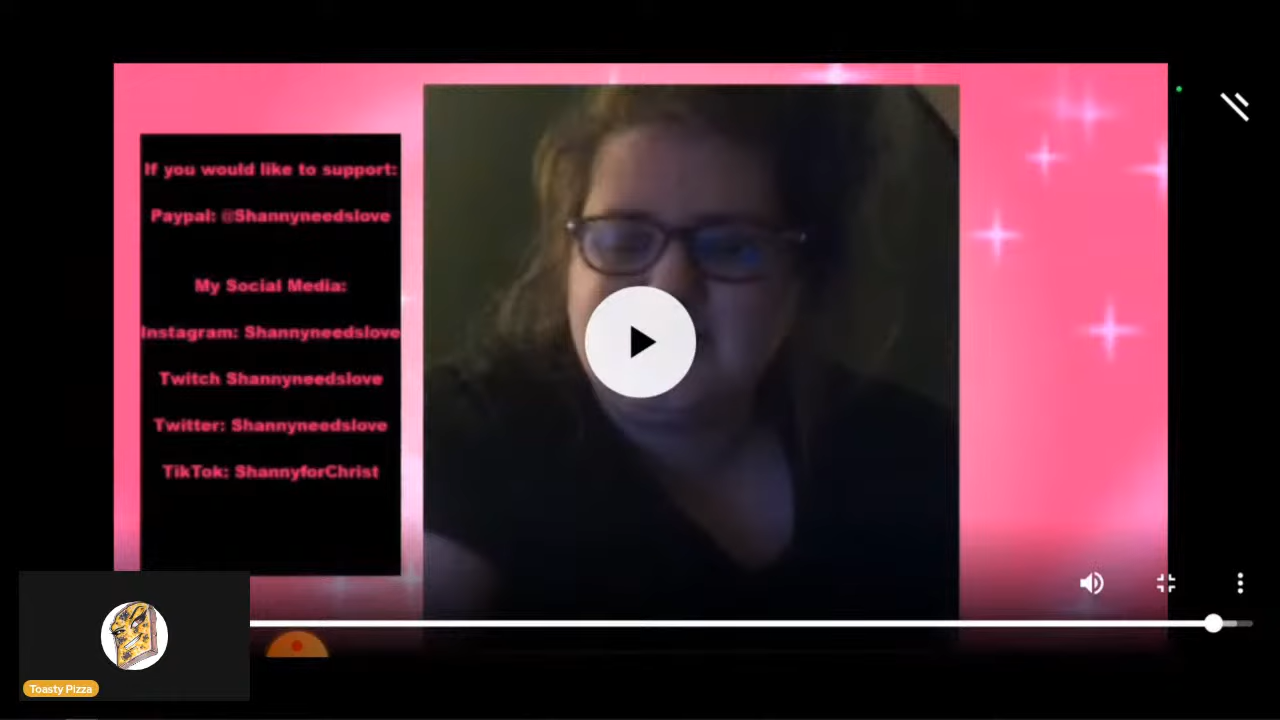 If you would like to support:
Paypal: @Shannyneedslove
My Social Media:
Instagram: Shannyneedslove
Twitch Shannyneedslove
Twitter: Shannyneedslove
TikTok: ShannyforChrist
Toasty Pizza